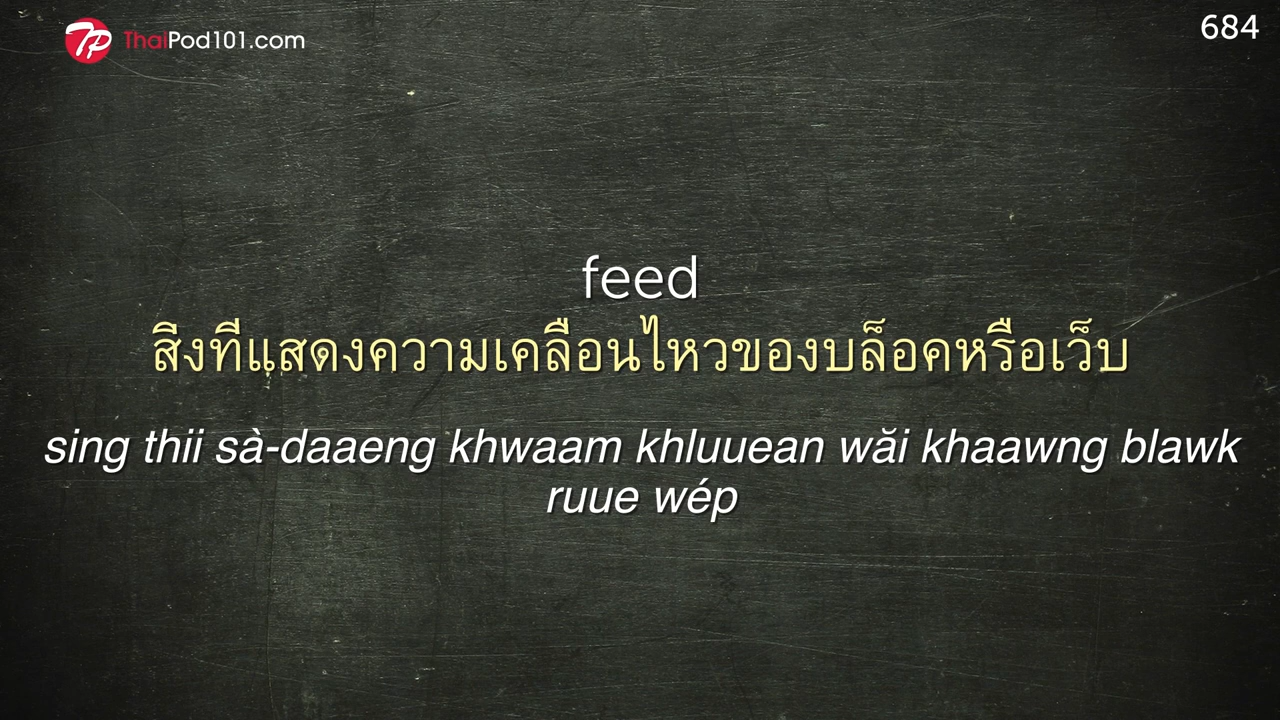 ThaiPod101.com
684
feed
สิ่งที่แสดงความเคลื่อนไหวของบล็อคหรือเว็บ
sing thii sà-daaeng khwaam khluuean wăi khaawng blawk
ruue wép